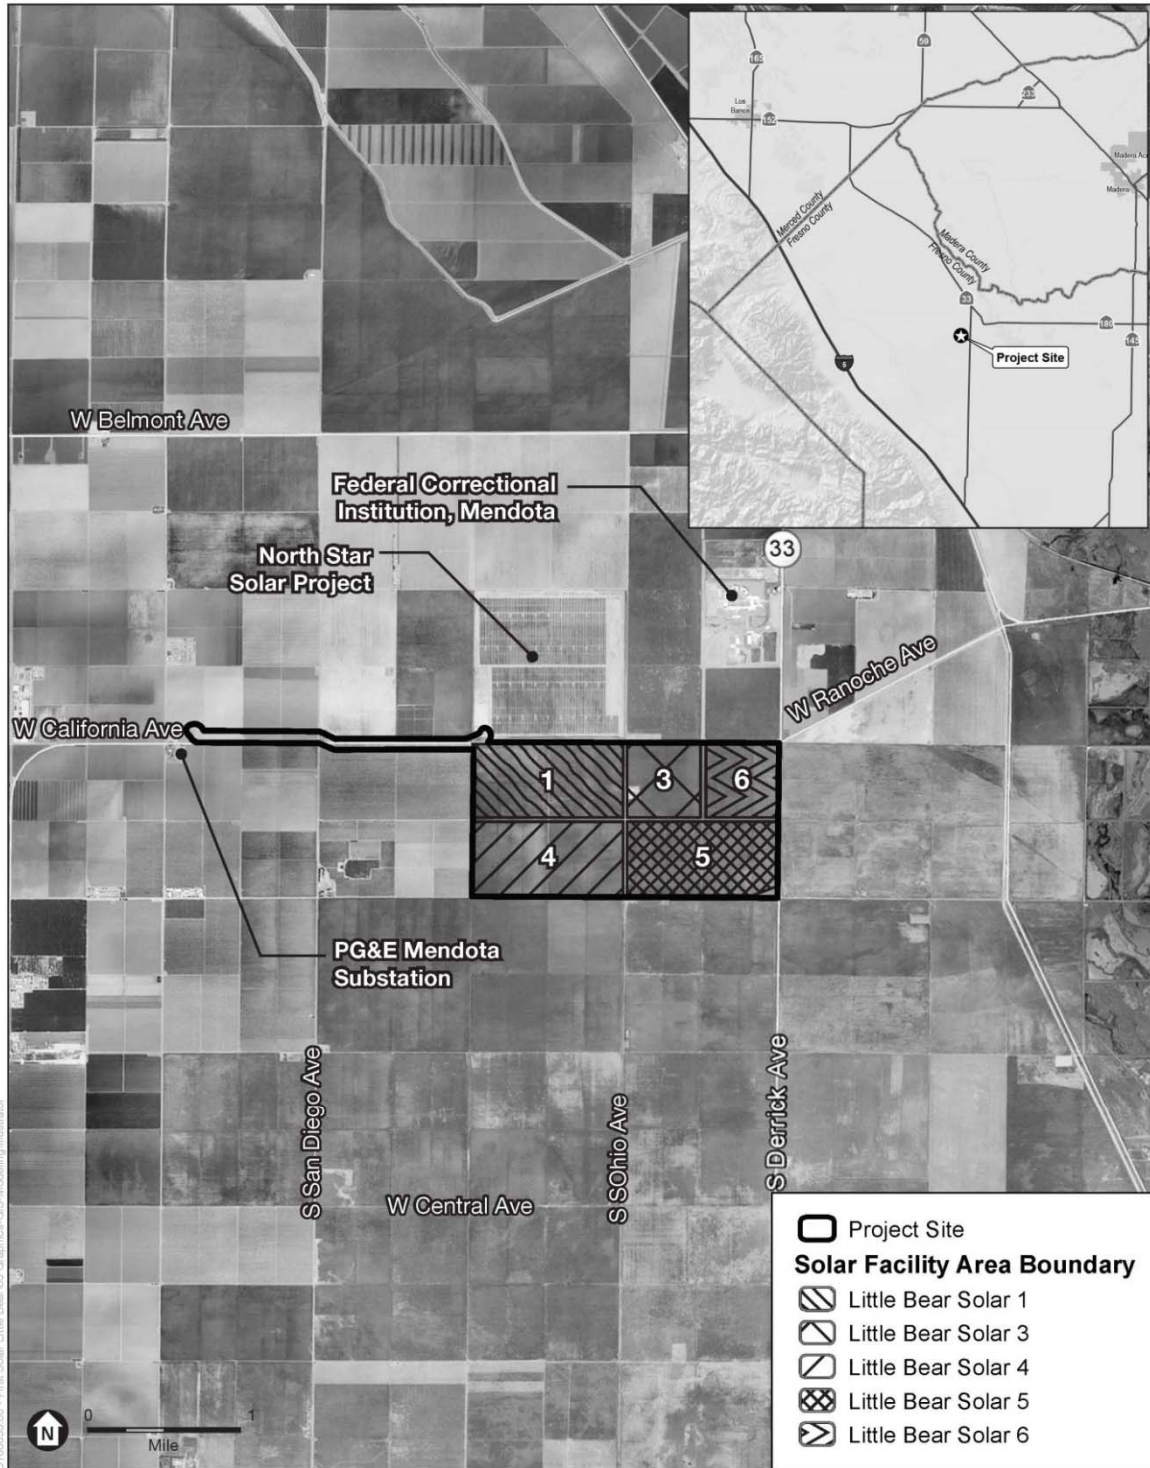 59
165
233
Los
Banos
152
Madera Aco
Madera
Merced County
Fresno County
Madera County
Fresno County
33
180
145
Project Site
5
W Belmont Ave
Federal Correctional
Institution, Mendota
33
North Star
Solar Project
W Ranoche Ave
W California Ave
1
3
6
4
5
PG&E Mendota
Substation
S San Diego Ave
S SOhio Ave
S Derrick Ave
W Central Ave
Project Site
Solar Facility Area Boundary
Little Bear Solar 1
Little Bear Solar 3
Little Bear Solar 4
Little Bear Solar 5
Little Bear Solar 6
N
0
1
Mile